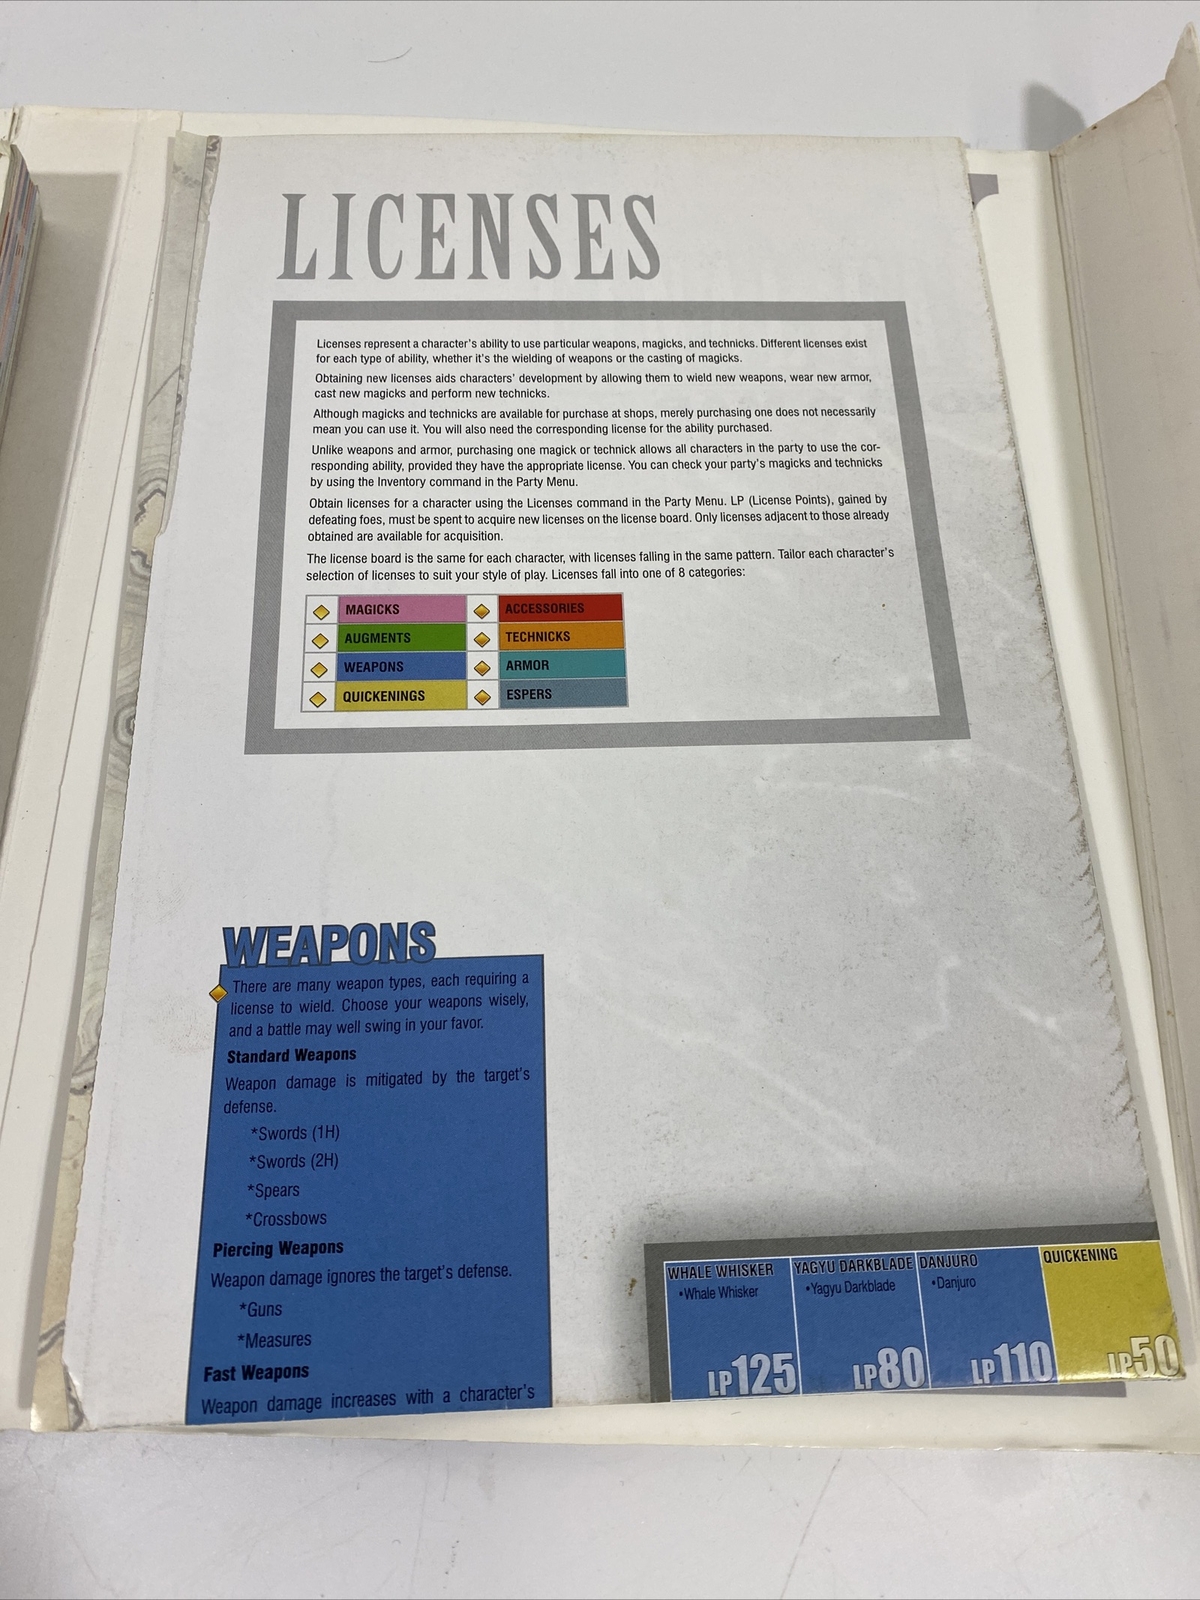 LICENSES
Licenses represent a character's ability to use particular weapons, magicks, and technicks. Different licenses exist
for each type of ability, whether it's the wielding of weapons or the casting of magicks.
Obtaining new licenses aids characters' development by allowing them to wield new weapons, wear new armor,
cast new magicks and perform new technicks.
Although magicks and technicks are available for purchase at shops, merely purchasing one does not necessarily
mean you can use it. You will also need the corresponding license for the ability purchased.
Unlike weapons and armor, purchasing one magick or technick allows all characters in the party to use the cor-
responding ability, provided they have the appropriate license. You can check your party's magicks and technicks
by using the Inventory command in the Party Menu.
Obtain licenses for a character using the Licenses command in the Party Menu. LP (License Points), gained by
defeating foes, must be spent to acquire new licenses on the license board. Only licenses adjacent to those already
obtained are available for acquisition.
The license board is the same for each character, with licenses falling in the same pattern. Tailor each character's
selection of licenses to suit your style of play. Licenses fall into one of 8 categories:
MAGICKS ACCESSORIES
AUGMENTS TECHNICKS
WEAPONS ARMOR
QUICKENINGS ESPERS
WEAPONS
There are many weapon types, each requiring a
license to wield. Choose your weapons wisely,
and a battle may well swing in your favor.
Standard Weapons
Weapon damage is mitigated by the target's
defense.
*Swords (1H)
*Swords (2H)
*Spears
*Crossbows
Piercing Weapons
Weapon damage ignores the target's defense.
*Guns
*Measures
Fast Weapons
Weapon damage increases with a character's
WHALE WHISKER YAGYU DARKBLADE DANJURO QUICKENING
•Whale Whisker •Yagyu Darkblade •Danjuro
LP125 LP80 LP110 LP50